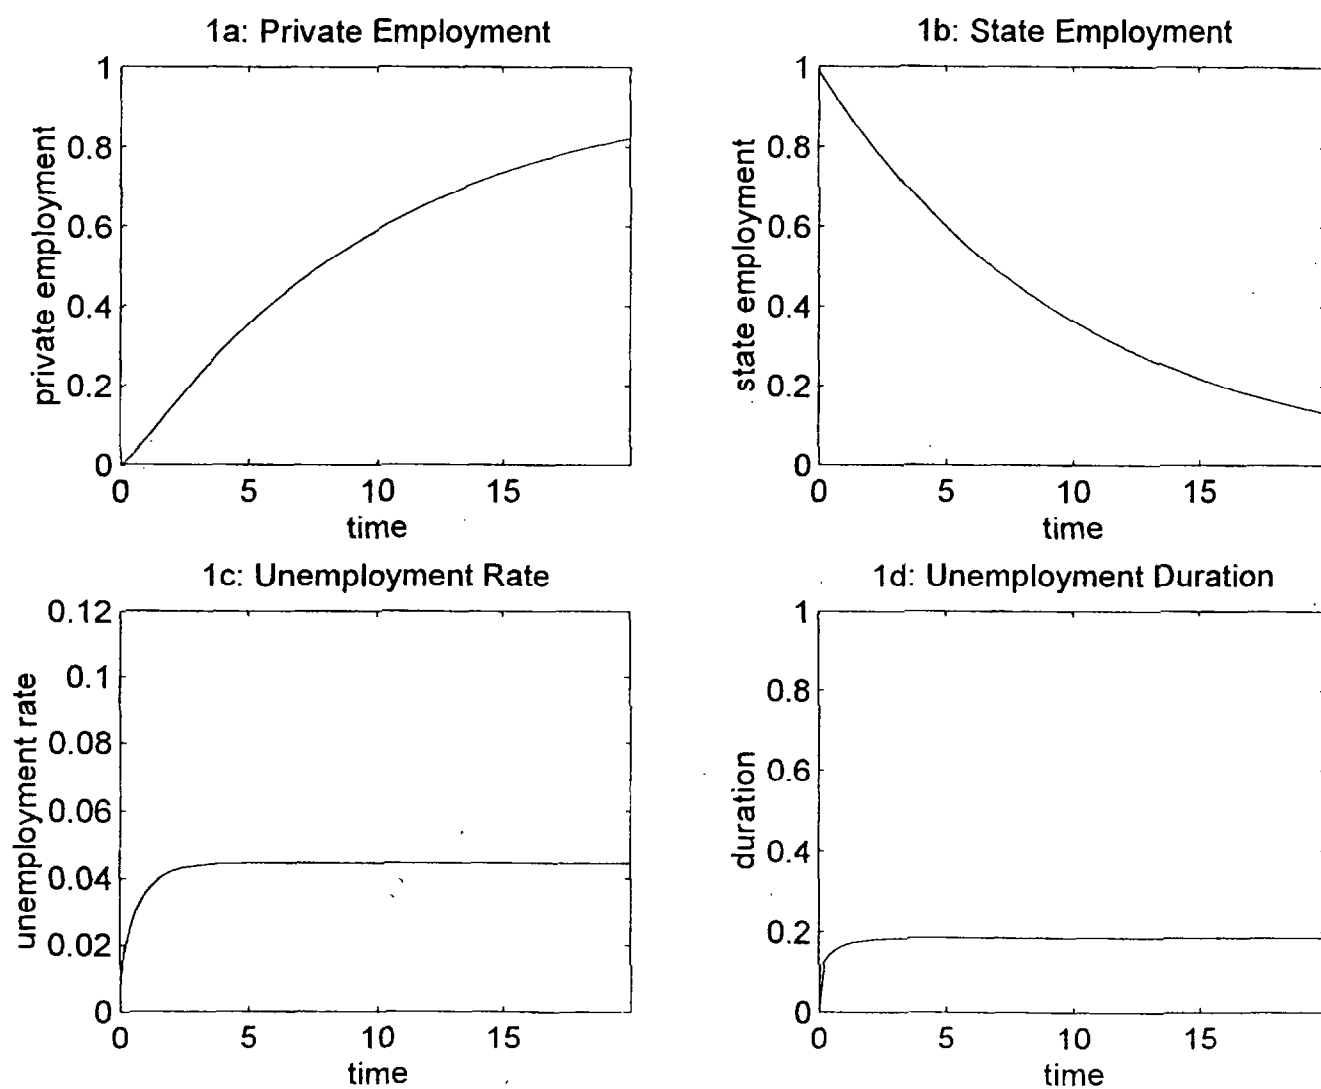 1a: Private Employment
1
0.8
0.6
0.4
0.2
0
private employment
0 5 10 15
time
1b: State Employment
1
0.8
0.6
0.4
0.2
0
state employment
0 5 10 15
time
1c: Unemployment Rate
0.12
0.1
0.08
0.06
0.04
0.02
0
unemployment rate
0 5 10 15
time
1d: Unemployment Duration
1
0.8
0.6
0.4
0.2
0
duration
0 5 10 15
time